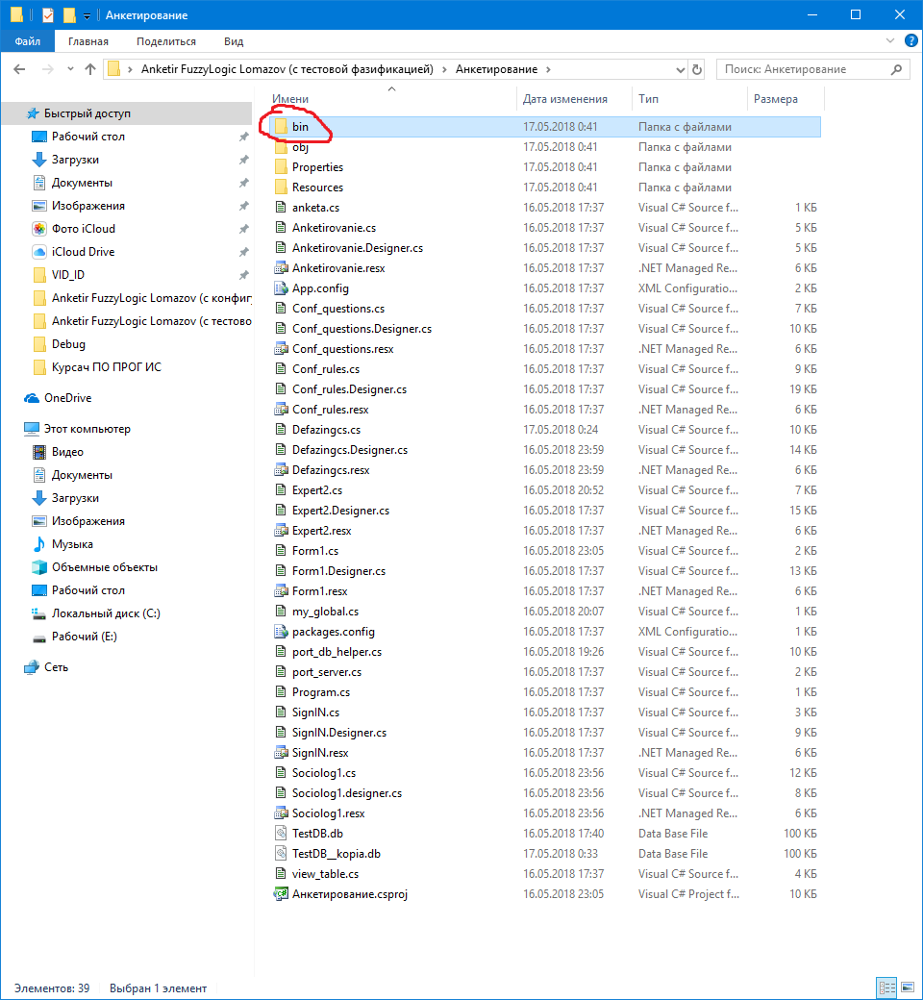 Анкетирование
Файл Главная Поделиться Вид
Anketir FuzzyLogic Lomazov (с тестовой фазификацией) Анкетирование Поиск: Анкетирование
Имени Дата изменения Тип Размера
Быстрый доступ
Рабочий стол
Загрузки
Документы
Изображения
Фото iCloud
iCloud Drive
VID_ID
Anketir FuzzyLogic Lomazov (с конфиг
Anketir FuzzyLogic Lomazov (с тестово
Debug
Курсач ПО ПРОГ ИС
OneDrive
Этот компьютер
Видео
Документы
Загрузки
Изображения
Музыка
Объемные объекты
Рабочий стол
Локальный диск (C:)
Рабочий (E:)
Сеть
bin 17.05.2018 0:41 Папка с файлами
obj 17.05.2018 0:41 Папка с файлами
Properties 17.05.2018 0:41 Папка с файлами
Resources 17.05.2018 0:41 Папка с файлами
anketa.cs 16.05.2018 17:37 Visual C# Source f... 1 КБ
Anketirovanie.cs 16.05.2018 17:37 Visual C# Source f... 5 КБ
Anketirovanie.Designer.cs 16.05.2018 17:37 Visual C# Source f... 5 КБ
Anketirovanie.resx 16.05.2018 17:37 .NET Managed Re... 6 КБ
App.config 16.05.2018 17:37 XML Configuratio... 2 КБ
Conf_questions.cs 16.05.2018 17:37 Visual C# Source f... 7 КБ
Conf_questions.Designer.cs 16.05.2018 17:37 Visual C# Source f... 10 КБ
Conf_questions.resx 16.05.2018 17:37 .NET Managed Re... 6 КБ
Conf_rules.cs 16.05.2018 17:37 Visual C# Source f... 9 КБ
Conf_rules.Designer.cs 16.05.2018 17:37 Visual C# Source f... 19 КБ
Conf_rules.resx 16.05.2018 17:37 .NET Managed Re... 6 КБ
Defazingcs.cs 17.05.2018 0:24 Visual C# Source f... 10 КБ
Defazingcs.Designer.cs 16.05.2018 23:59 Visual C# Source f... 14 КБ
Defazingcs.resx 16.05.2018 23:59 .NET Managed Re... 6 КБ
Expert2.cs 16.05.2018 20:52 Visual C# Source f... 7 КБ
Expert2.Designer.cs 16.05.2018 17:37 Visual C# Source f... 15 КБ
Expert2.resx 16.05.2018 17:37 .NET Managed Re... 6 КБ
Form1.cs 16.05.2018 23:05 Visual C# Source f... 2 КБ
Form1.Designer.cs 16.05.2018 17:37 Visual C# Source f... 13 КБ
Form1.resx 16.05.2018 17:37 .NET Managed Re... 6 КБ
my_global.cs 16.05.2018 20:07 Visual C# Source f... 1 КБ
packages.config 16.05.2018 17:37 XML Configuratio... 1 КБ
port_db_helper.cs 16.05.2018 19:26 Visual C# Source f... 10 КБ
port_server.cs 16.05.2018 17:37 Visual C# Source f... 2 КБ
Program.cs 16.05.2018 17:37 Visual C# Source f... 1 КБ
SignIN.cs 16.05.2018 17:37 Visual C# Source f... 3 КБ
SignIN.Designer.cs 16.05.2018 17:37 Visual C# Source f... 9 КБ
SignIN.resx 16.05.2018 17:37 .NET Managed Re... 6 КБ
Sociolog1.cs 16.05.2018 23:56 Visual C# Source f... 12 КБ
Sociolog1.designer.cs 16.05.2018 23:56 Visual C# Source f... 8 КБ
Sociolog1.resx 16.05.2018 23:56 .NET Managed Re... 6 КБ
TestDB.db 16.05.2018 17:40 Data Base File 100 КБ
TestDB__kopia.db 17.05.2018 0:33 Data Base File 100 КБ
view_table.cs 16.05.2018 17:37 Visual C# Source f... 4 КБ
Анкетирование.csproj 16.05.2018 23:05 Visual C# Project f... 10 КБ
Элементов: 39 Выбран 1 элемент